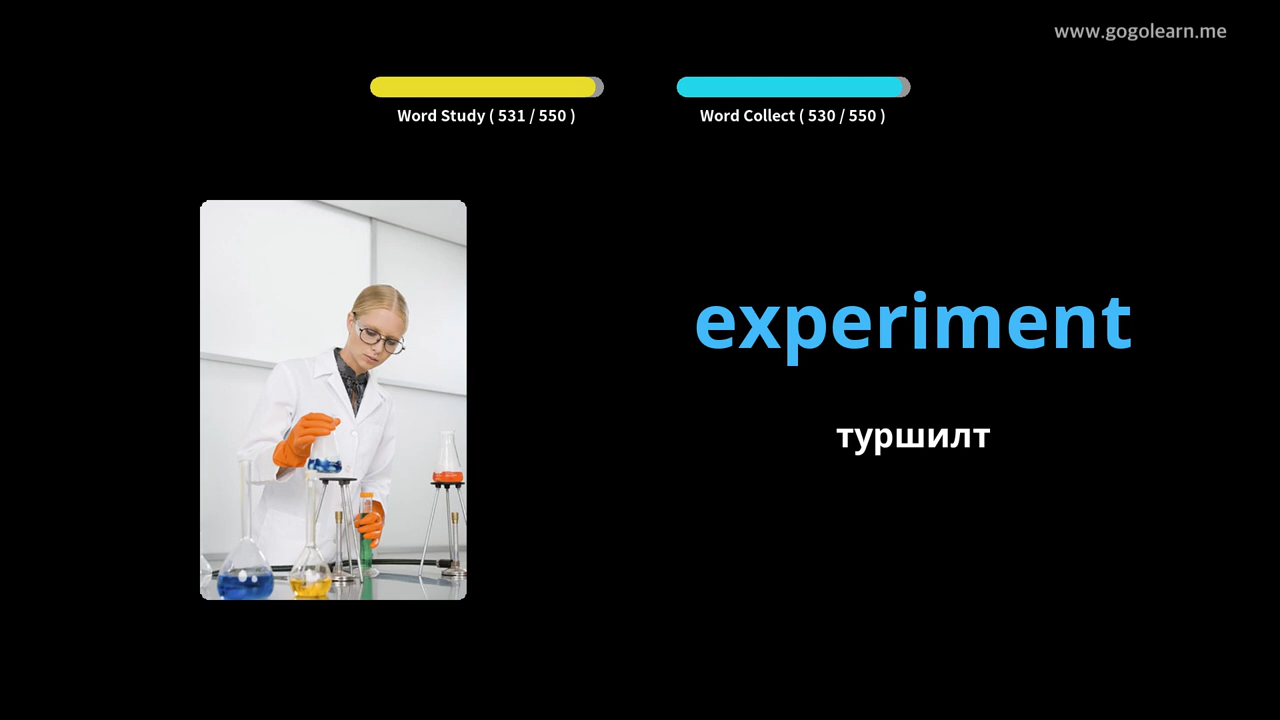 www.gogolearn.me
Word Study ( 531 / 550 )
Word Collect ( 530 / 550 )
experiment
туршилт